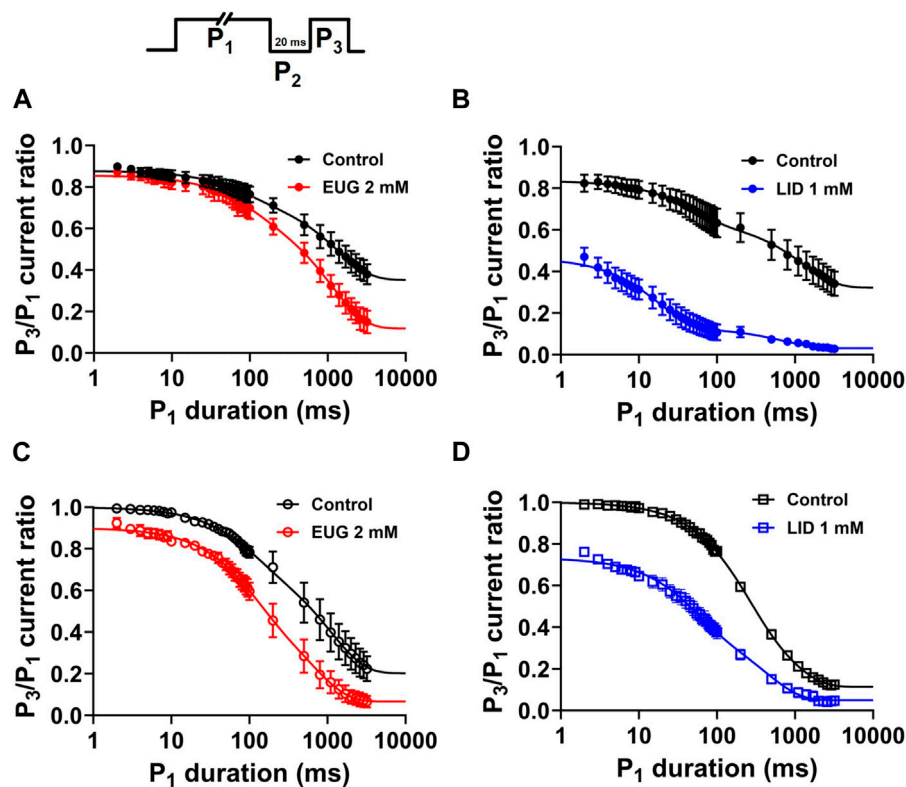 P1 20 ms P3
P2
A
P3/P1 current ratio
1.0
0.8
0.6
0.4
0.2
0.0
Control
EUG 2 mM
1 10 100 1000 10000
P1 duration (ms)
B
P3/P1 current ratio
1.0
0.8
0.6
0.4
0.2
0.0
Control
LID 1 mM
1 10 100 1000 10000
P1 duration (ms)
C
P3/P1 current ratio
1.0
0.8
0.6
0.4
0.2
0.0
Control
EUG 2 mM
1 10 100 1000 10000
P1 duration (ms)
D
P3/P1 current ratio
1.0
0.8
0.6
0.4
0.2
0.0
Control
LID 1 mM
1 10 100 1000 10000
P1 duration (ms)